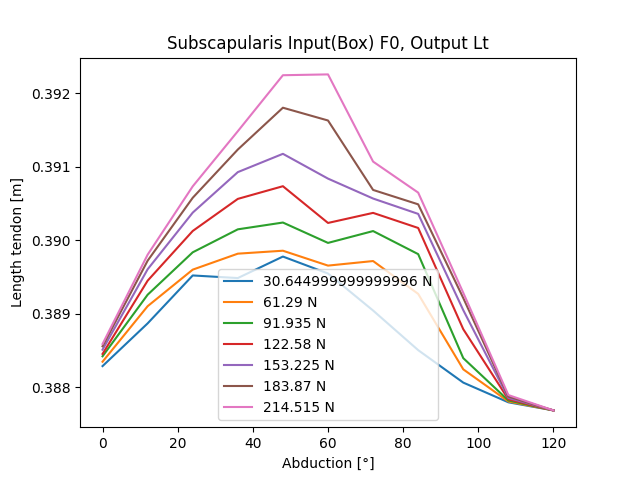 Subscapularis Input(Box) F0, Output Lt
0.392
0.391
0.390
0.389
0.388
Length tendon [m]
30.644999999999996 N
61.29 N
91.935 N
122.58 N
153.225 N
183.87 N
214.515 N
0 20 40 60 80 100 120
Abduction [°]